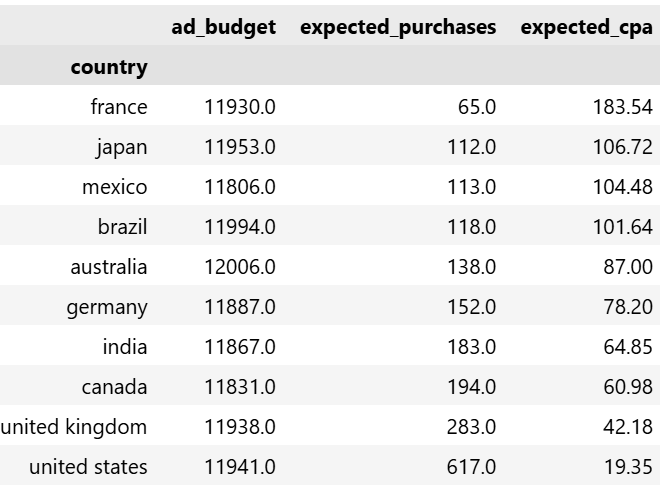 ad_budget expected_purchases expected_cpa
country
france 11930.0 65.0 183.54
japan 11953.0 112.0 106.72
mexico 11806.0 113.0 104.48
brazil 11994.0 118.0 101.64
australia 12006.0 138.0 87.00
germany 11887.0 152.0 78.20
india 11867.0 183.0 64.85
canada 11831.0 194.0 60.98
united kingdom 11938.0 283.0 42.18
united states 11941.0 617.0 19.35